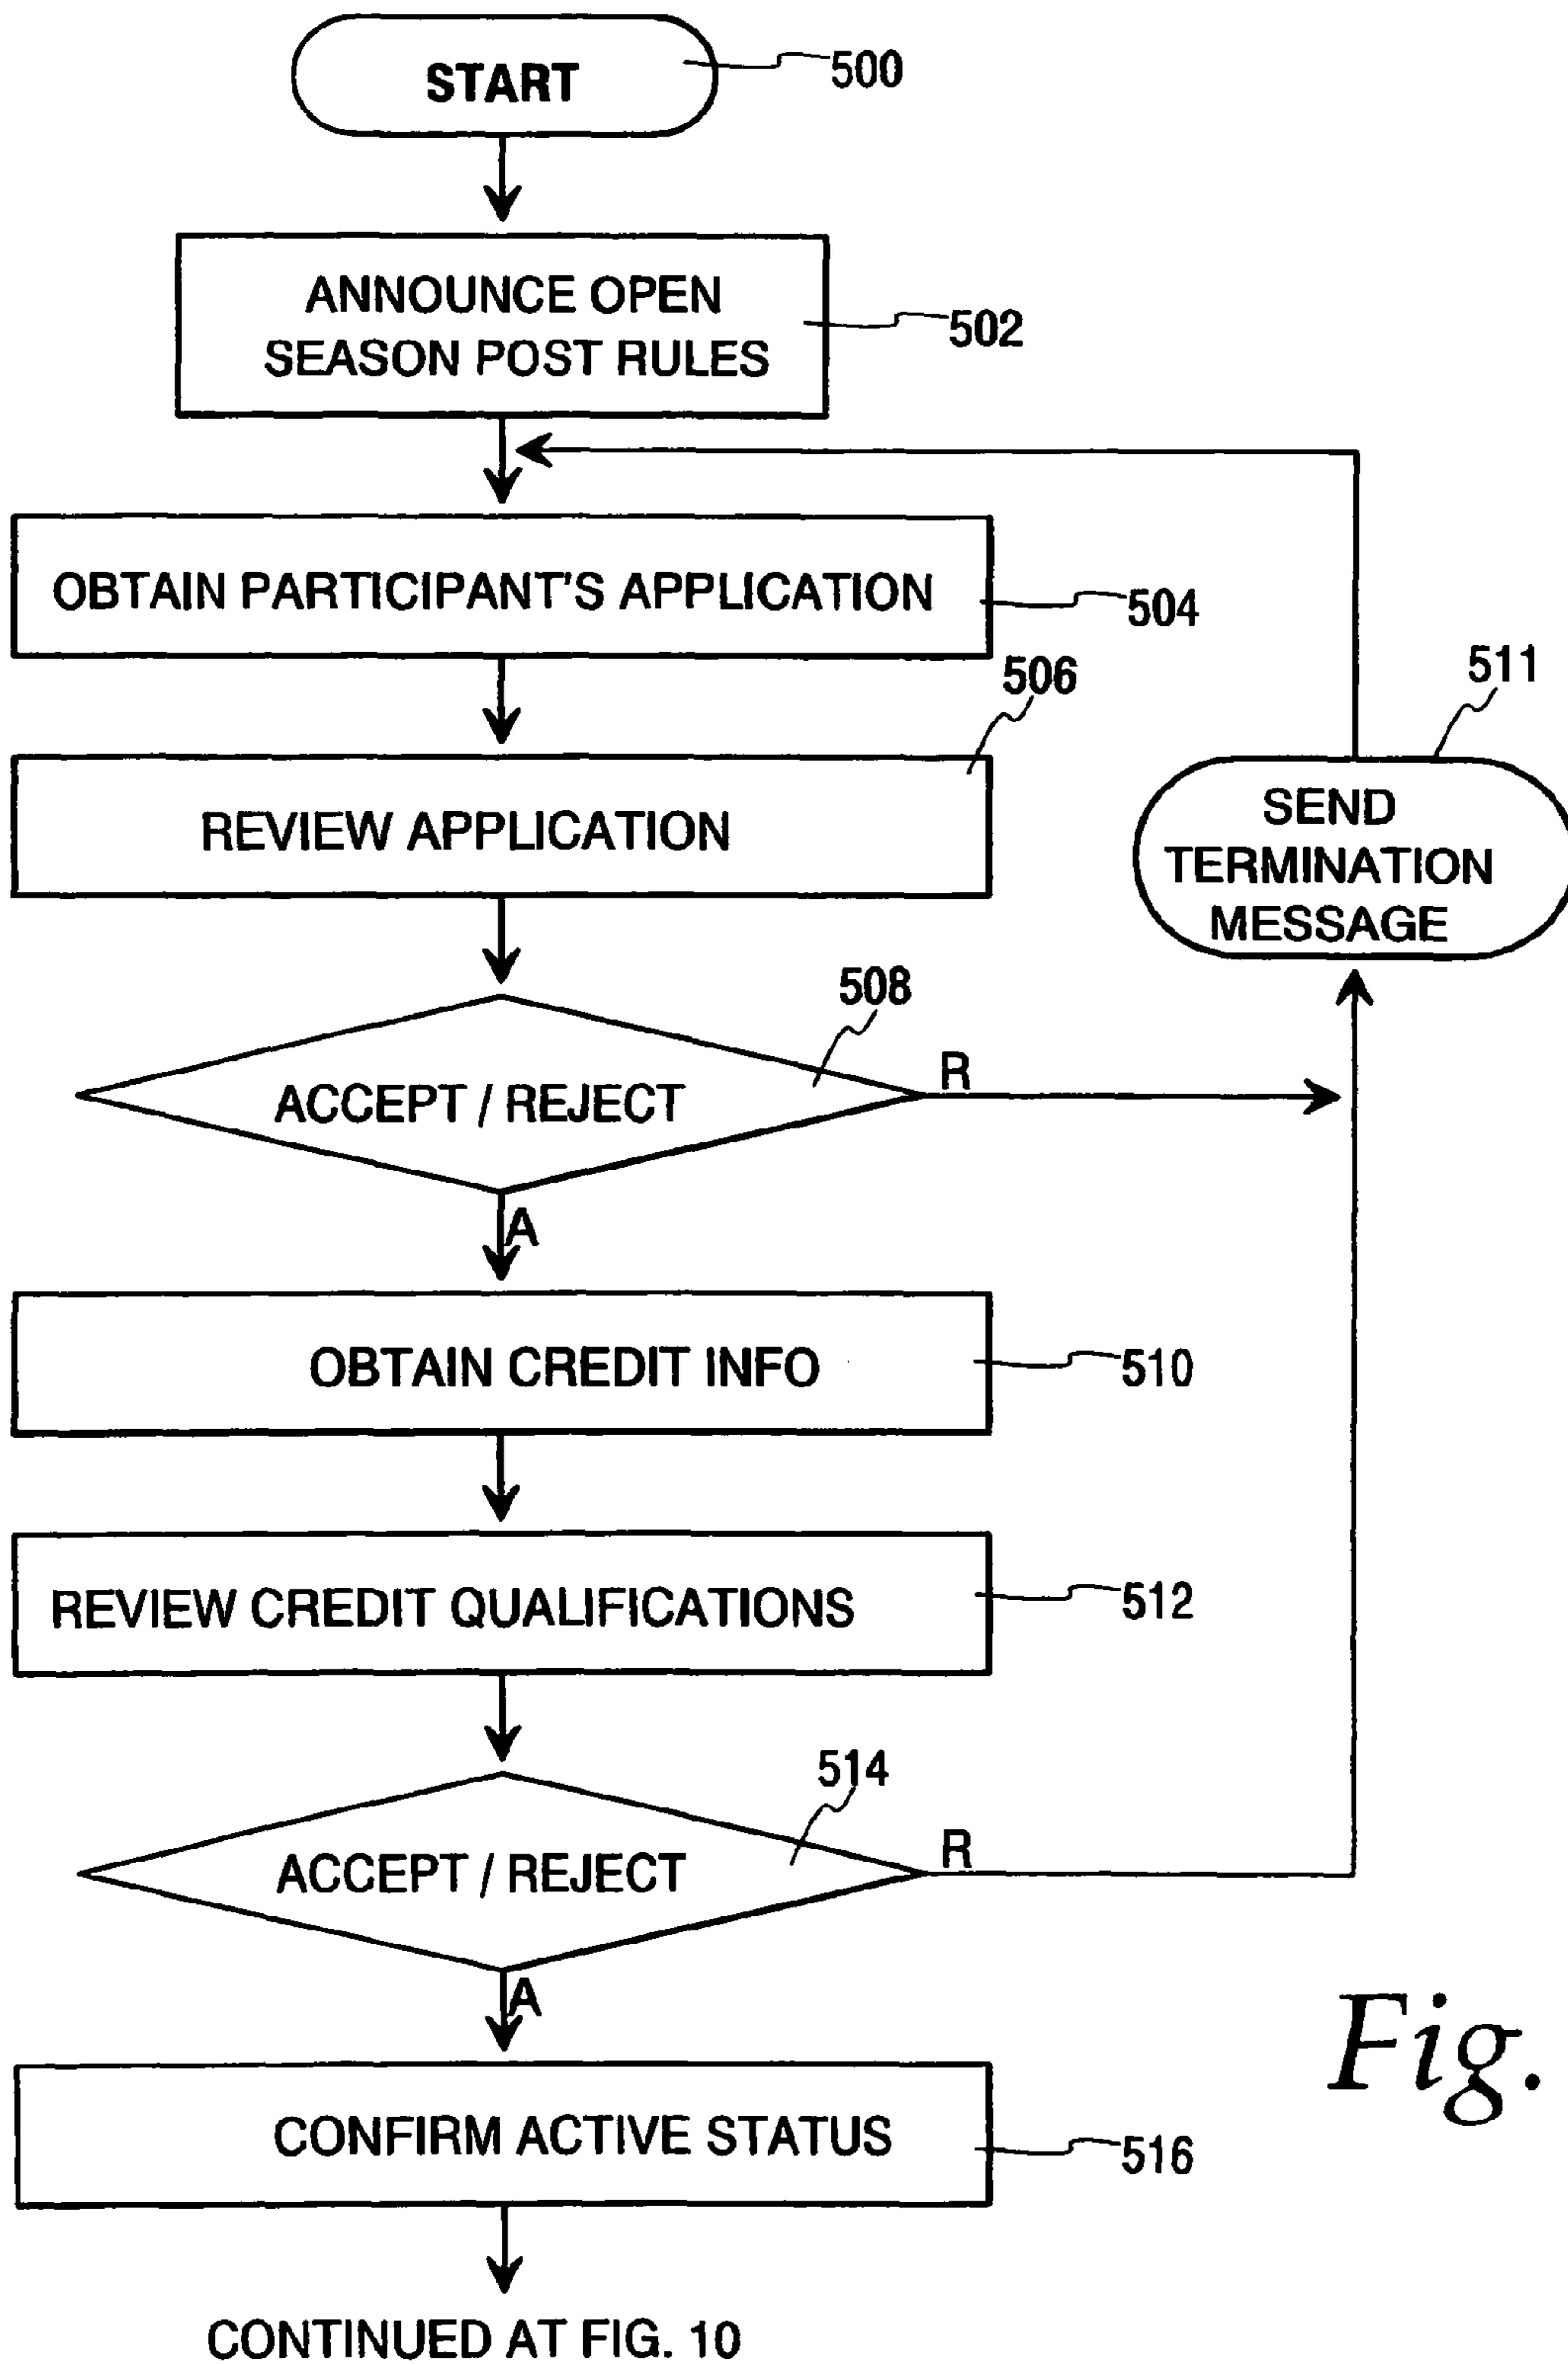 START
500
ANNOUNCE OPEN
SEASON POST RULES
502
OBTAIN PARTICIPANT'S APPLICATION
504
506
REVIEW APPLICATION
511
SEND
TERMINATION
MESSAGE
508
ACCEPT / REJECT
R
A
OBTAIN CREDIT INFO
510
REVIEW CREDIT QUALIFICATIONS
512
514
ACCEPT / REJECT
R
A
Fig.
CONFIRM ACTIVE STATUS
516
CONTINUED AT FIG. 10